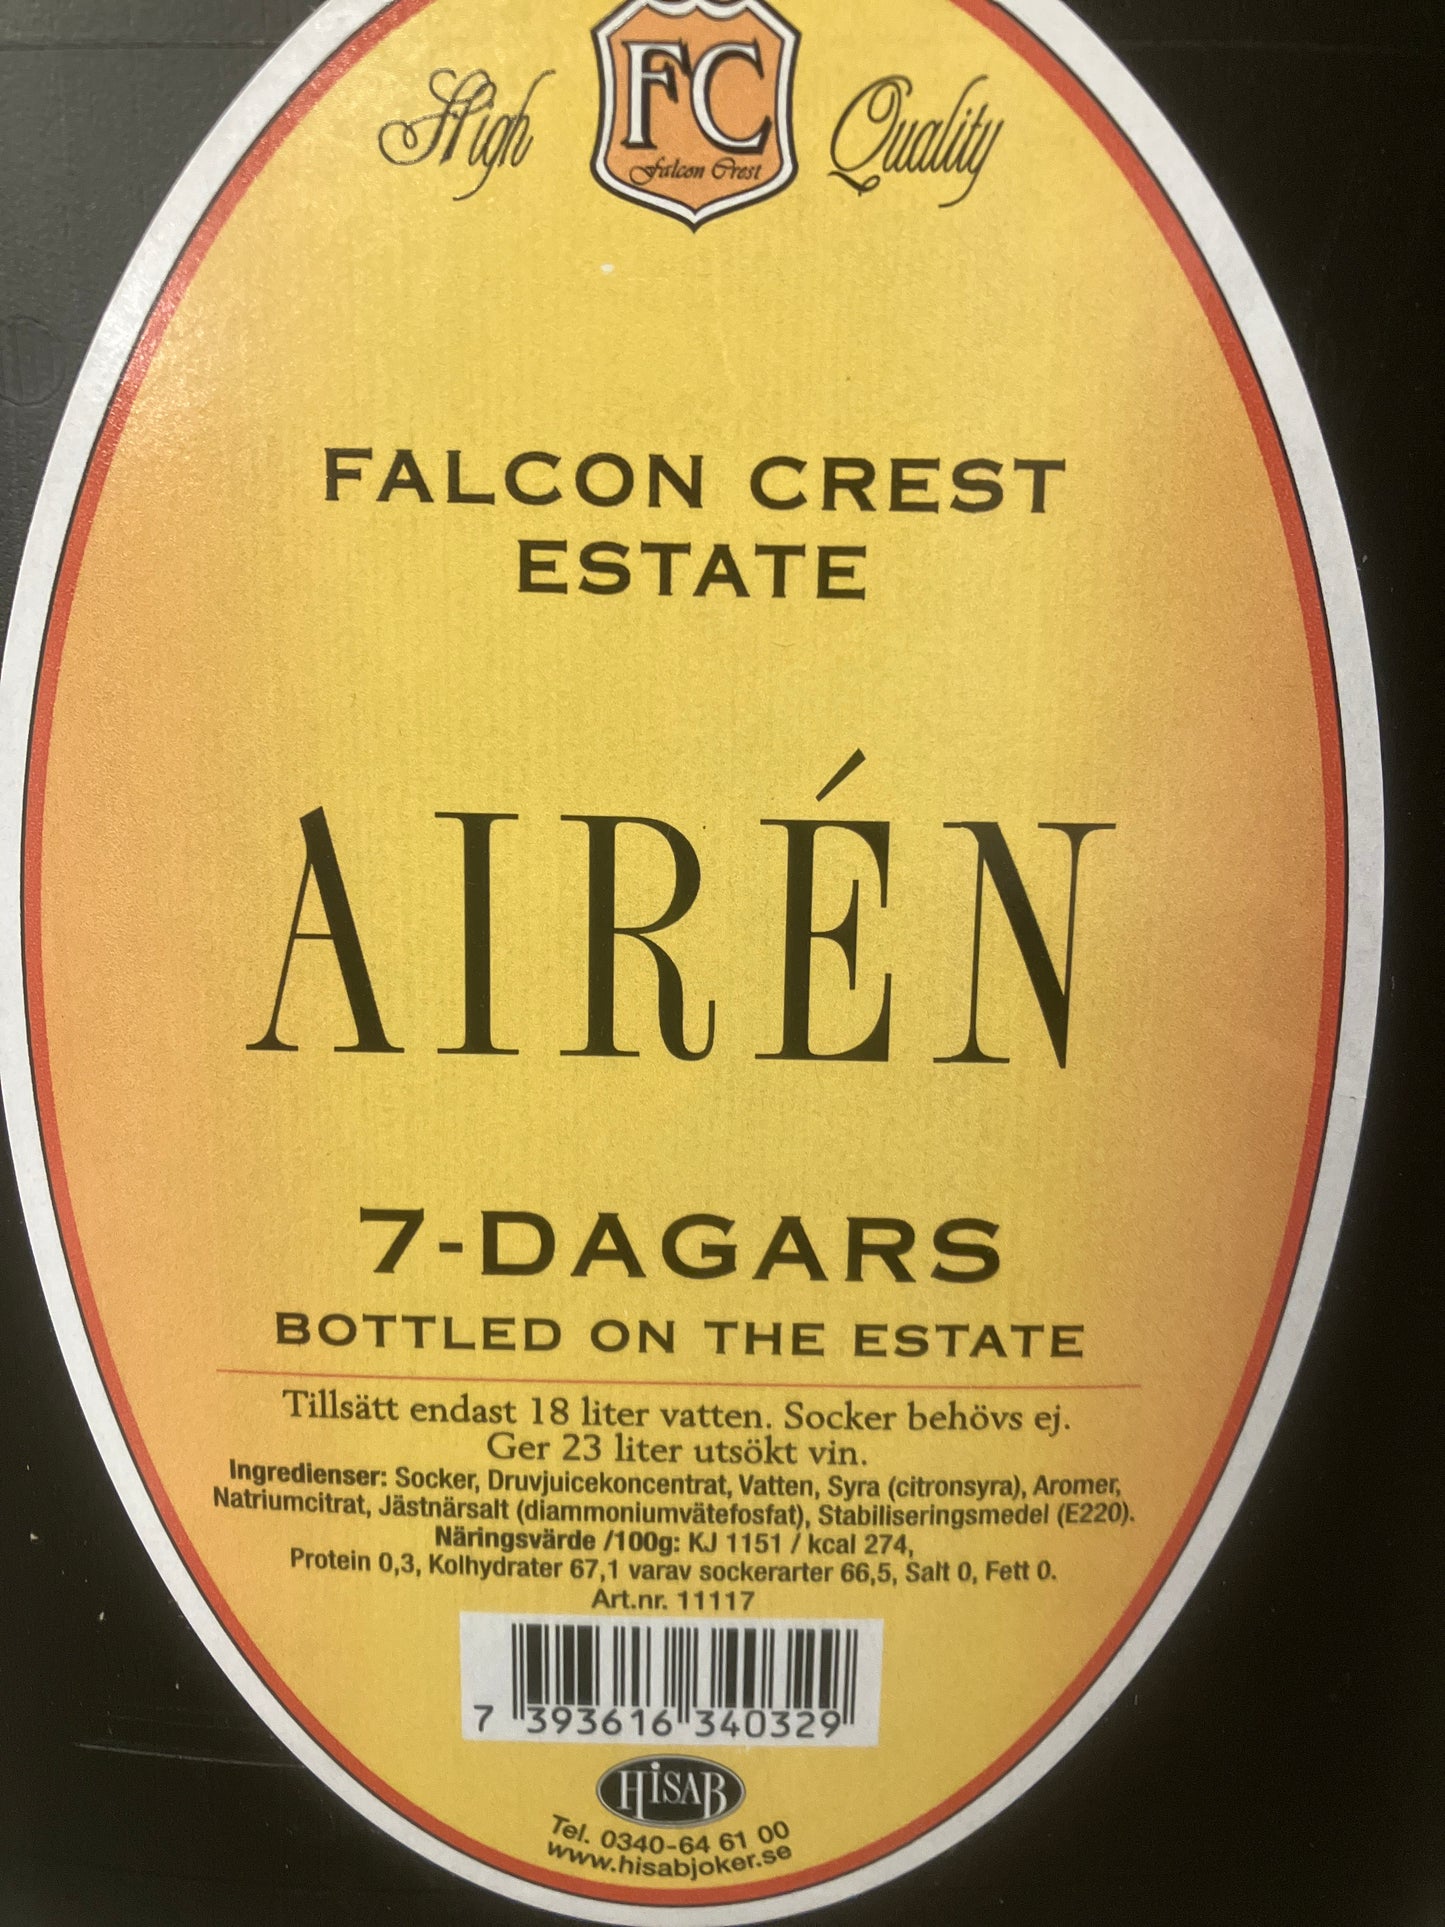 High FC Quality
Falcon Crest
FALCON CREST
ESTATE
AIRÉN
7-DAGARS
BOTTLED ON THE ESTATE
Tillsätt endast 18 liter vatten. Socker behövs ej.
Ger 23 liter utsökt vin.
Ingredienser: Socker, Druvjuicekoncentrat, Vatten, Syra (citronsyra), Aromer,
Natriumcitrat, Jästnärsalt (diammoniumvätefosfat), Stabiliseringsmedel (E220).
Näringsvärde /100g: KJ 1151 / kcal 274,
Protein 0,3, Kolhydrater 67,1 varav sockerarter 66,5, Salt 0, Fett 0.
Art.nr. 11117
7 393616 340329
HiSAB
Tel. 0340-64 61 00
www.hisabjoker.se